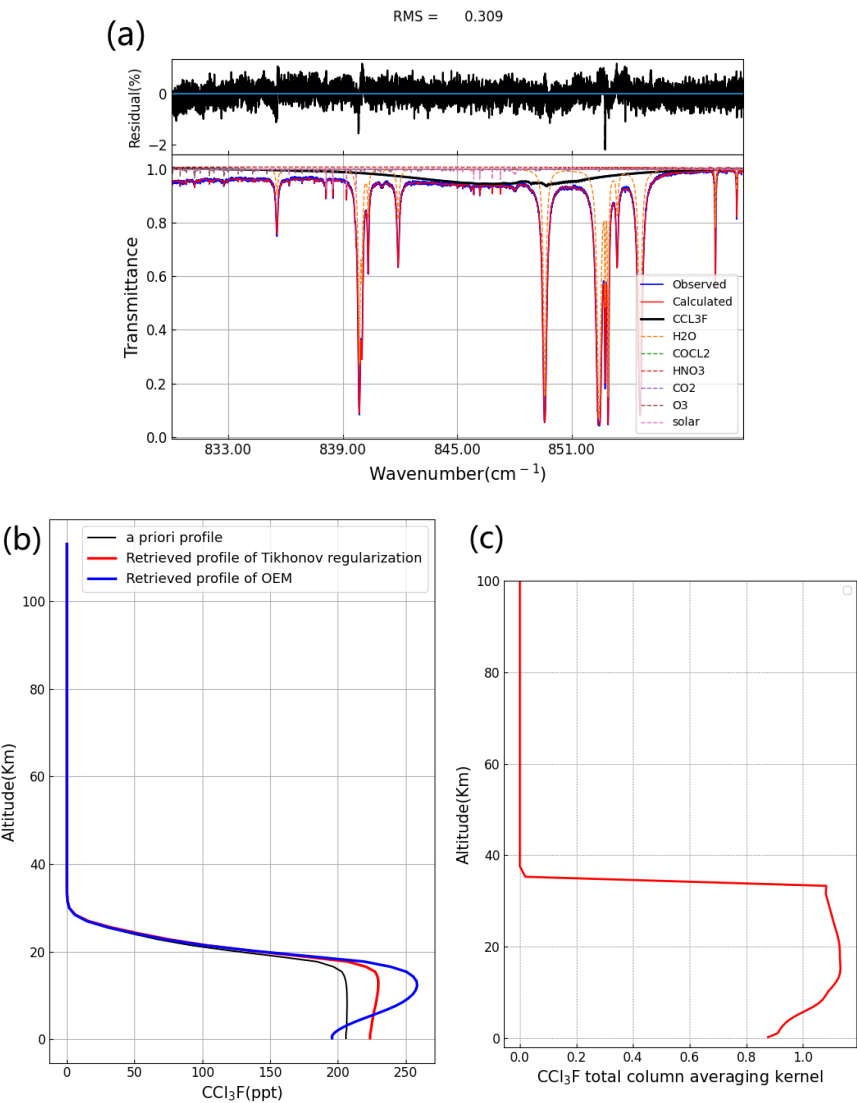 RMS = 0.309
(a)
Residual(%)
0
−2
Transmittance
1.0
0.8
0.6
0.4
0.2
0.0
Observed
Calculated
CCL3F
H2O
COCL2
HNO3
CO2
O3
solar
833.00 839.00 845.00 851.00
Wavenumber(cm⁻¹)
(b)
a priori profile
Retrieved profile of Tikhonov regularization
Retrieved profile of OEM
Altitude(Km)
100
80
60
40
20
0
0 50 100 150 200 250
CCl₃F(ppt)
(c)
Altitude(Km)
100
80
60
40
20
0
0.0 0.2 0.4 0.6 0.8 1.0
CCl₃F total column averaging kernel